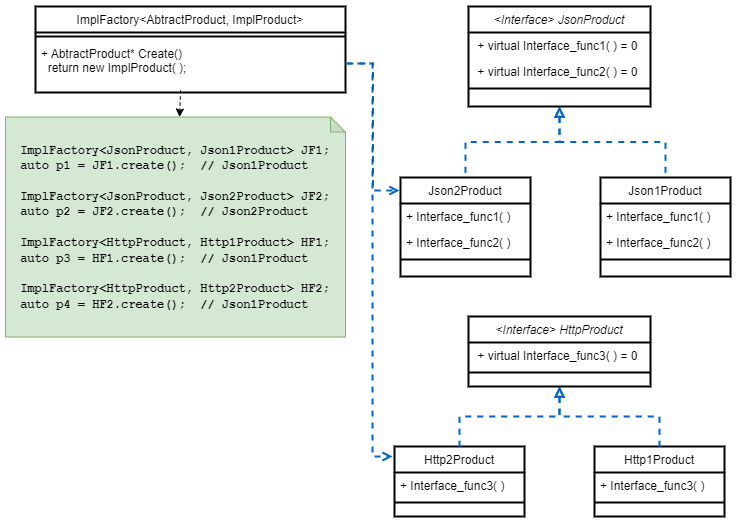 ImplFactory<AbtractProduct, ImplProduct>
+ AbtractProduct* Create()
return new ImplProduct( );
ImplFactory<JsonProduct, Json1Product> JF1;
auto p1 = JF1.create();  // Json1Product
ImplFactory<JsonProduct, Json2Product> JF2;
auto p2 = JF2.create();  // Json2Product
ImplFactory<HttpProduct, Http1Product> HF1;
auto p3 = HF1.create();  // Json1Product
ImplFactory<HttpProduct, Http2Product> HF2;
auto p4 = HF2.create();  // Json1Product
<Interface> JsonProduct
+ virtual Interface_func1( ) = 0
+ virtual Interface_func2( ) = 0
Json2Product
+ Interface_func1( )
+ Interface_func2( )
Json1Product
+ Interface_func1( )
+ Interface_func2( )
<Interface> HttpProduct
+ virtual Interface_func3( ) = 0
Http2Product
+ Interface_func3( )
Http1Product
+ Interface_func3( )